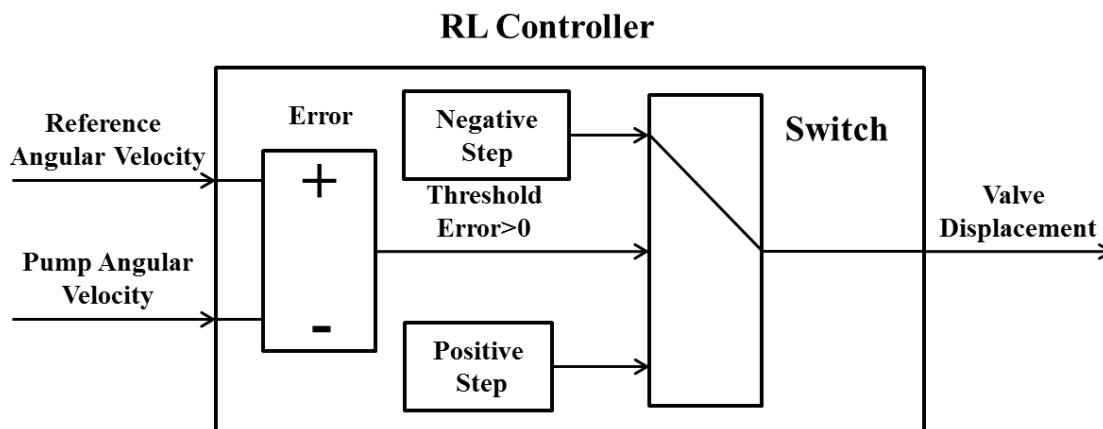 RL Controller
Reference
Angular Velocity
Error
+
-
Negative
Step
Switch
Threshold
Error>0
Valve
Displacement
Pump Angular
Velocity
Positive
Step